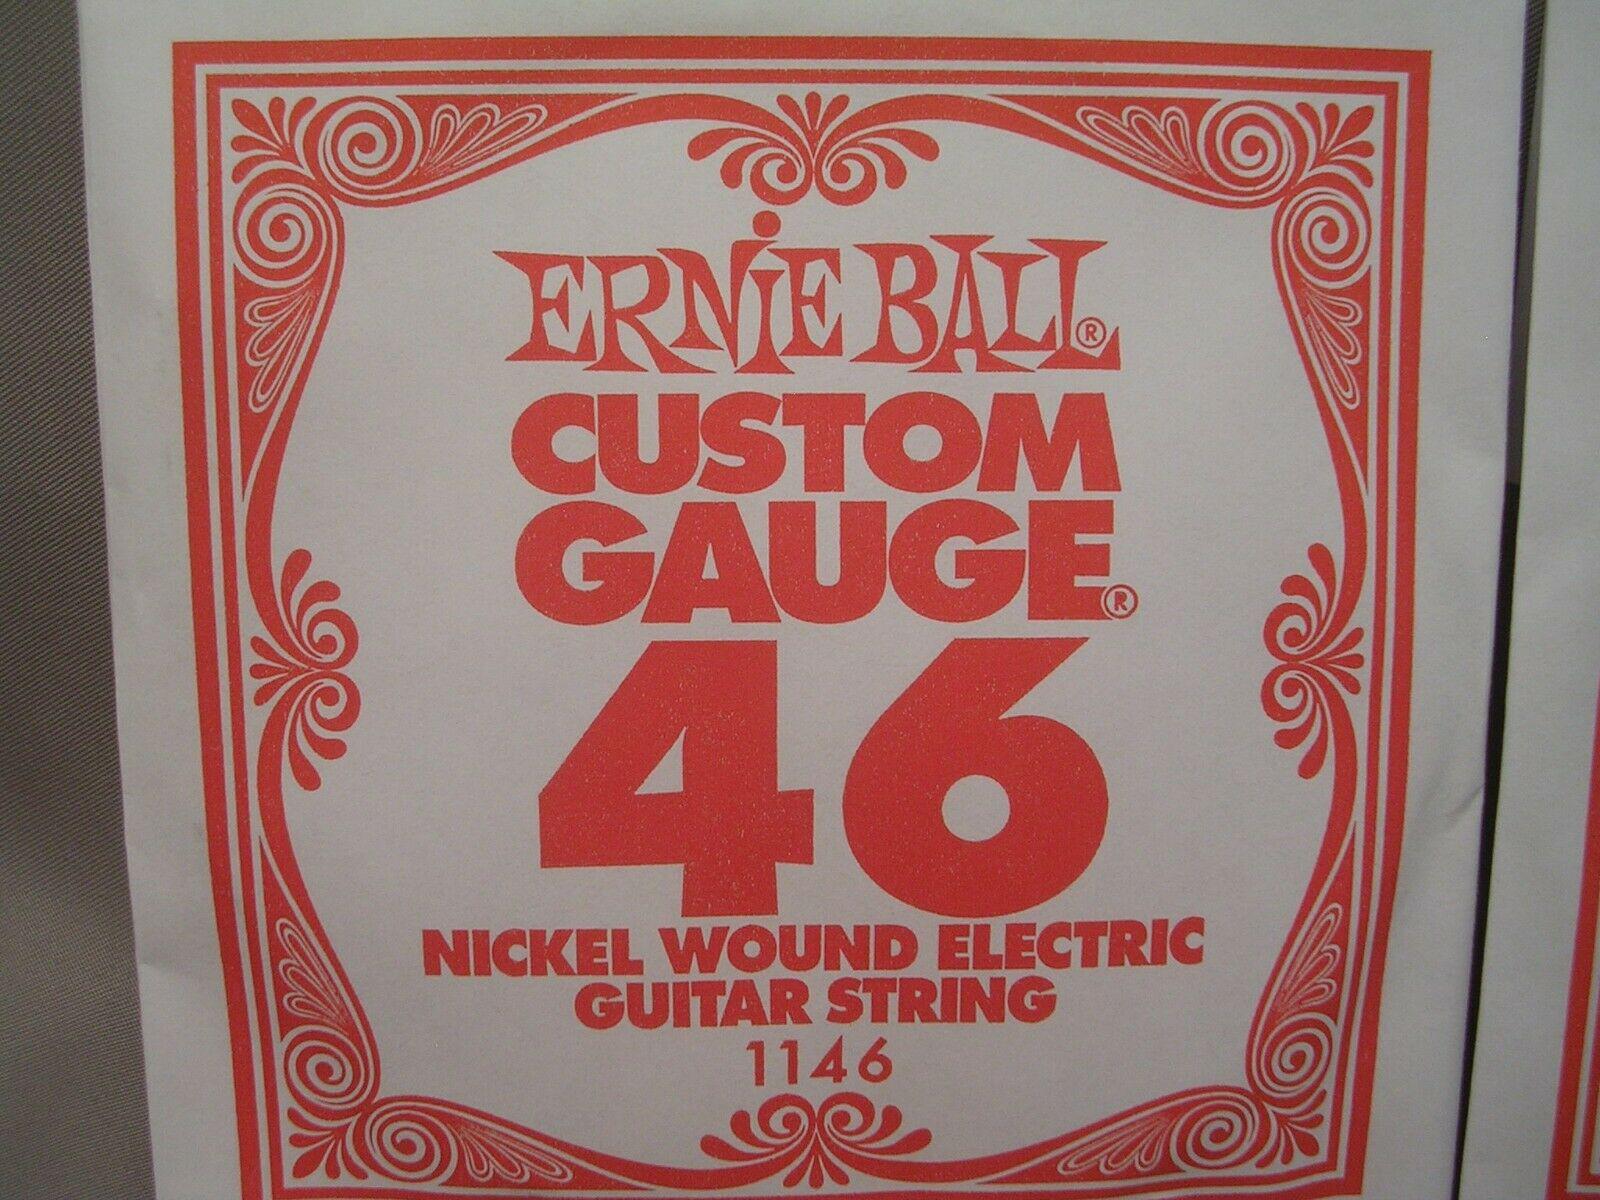 ERNiE BALL®
CUSTOM
GAUGE®
46
NICKEL WOUND ELECTRIC
GUITAR STRING
1146